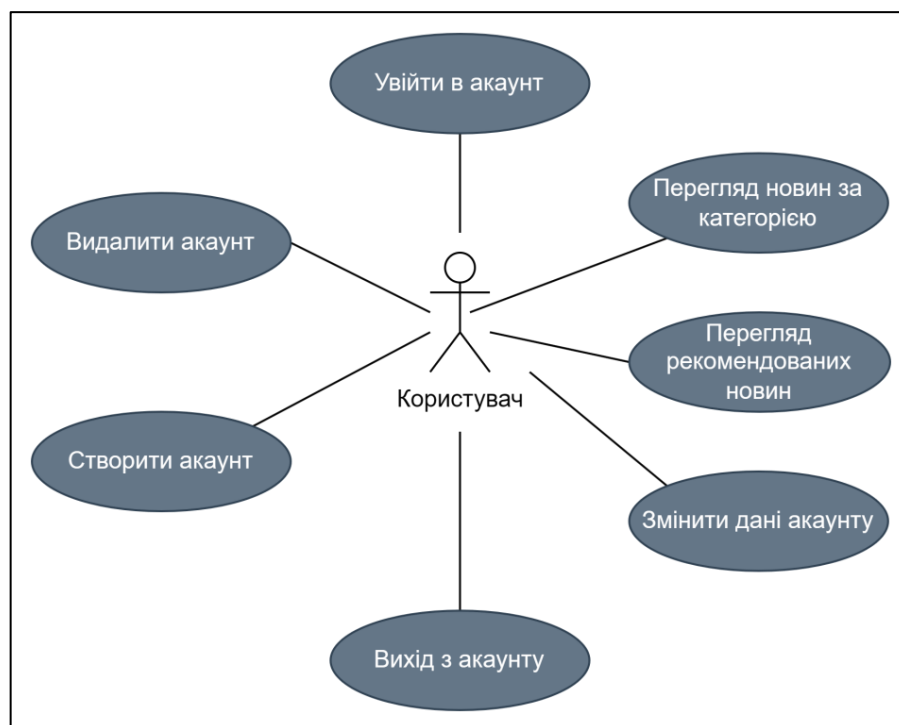 Увійти в акаунт
Перегляд новин за
категорією
Видалити акаунт
Перегляд
рекомендованих
новин
Користувач
Створити акаунт
Змінити дані акаунту
Вихід з акаунту